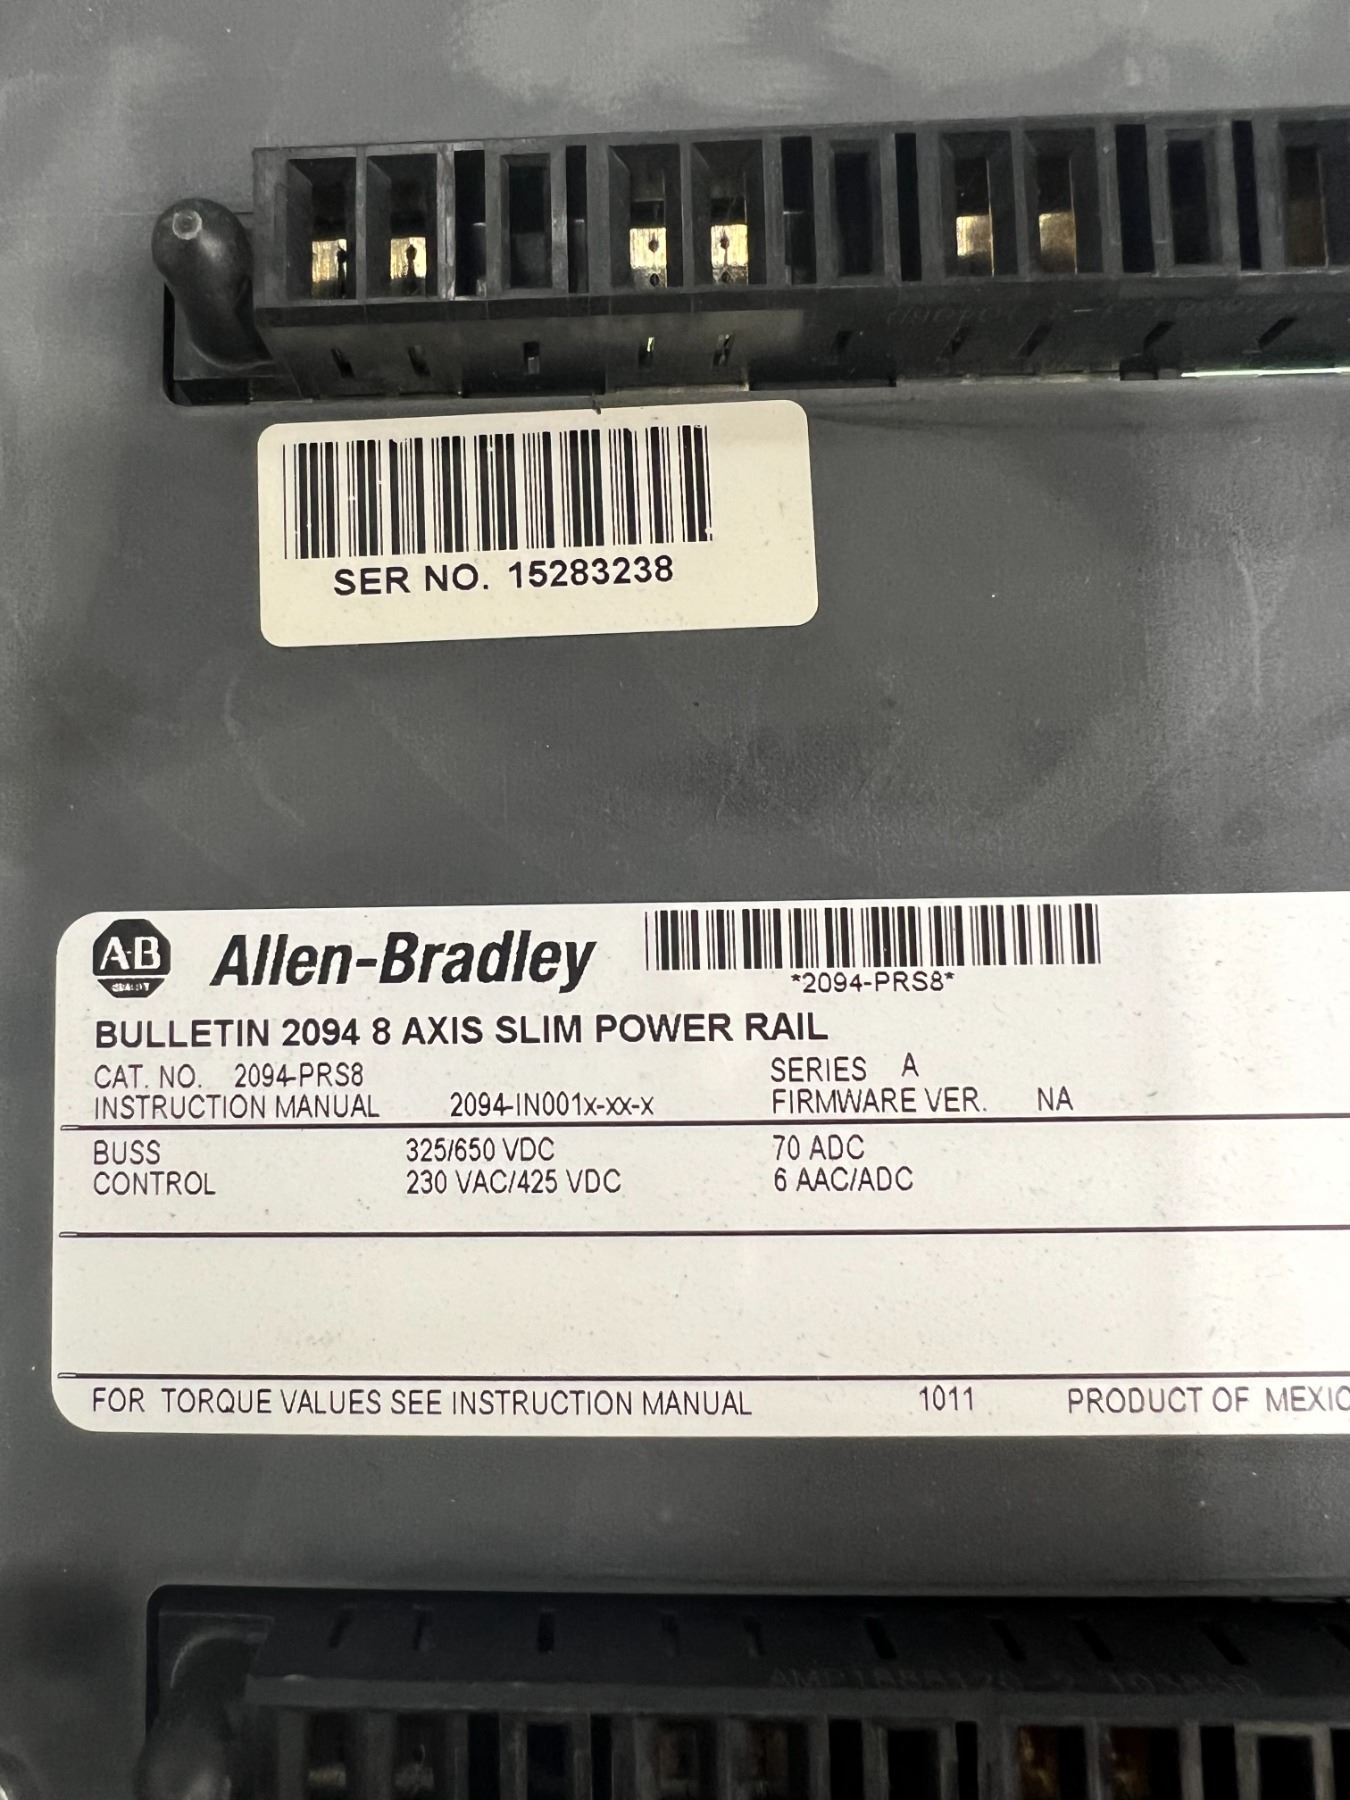 SER NO. 15283238
A·B
QUALITY
Allen-Bradley
*2094-PRS8*
BULLETIN 2094 8 AXIS SLIM POWER RAIL
CAT. NO. 2094-PRS8 SERIES A
INSTRUCTION MANUAL 2094-IN001x-xx-x FIRMWARE VER. NA
BUSS 325/650 VDC 70 ADC
CONTROL 230 VAC/425 VDC 6 AAC/ADC
FOR TORQUE VALUES SEE INSTRUCTION MANUAL 1011 PRODUCT OF MEXIC